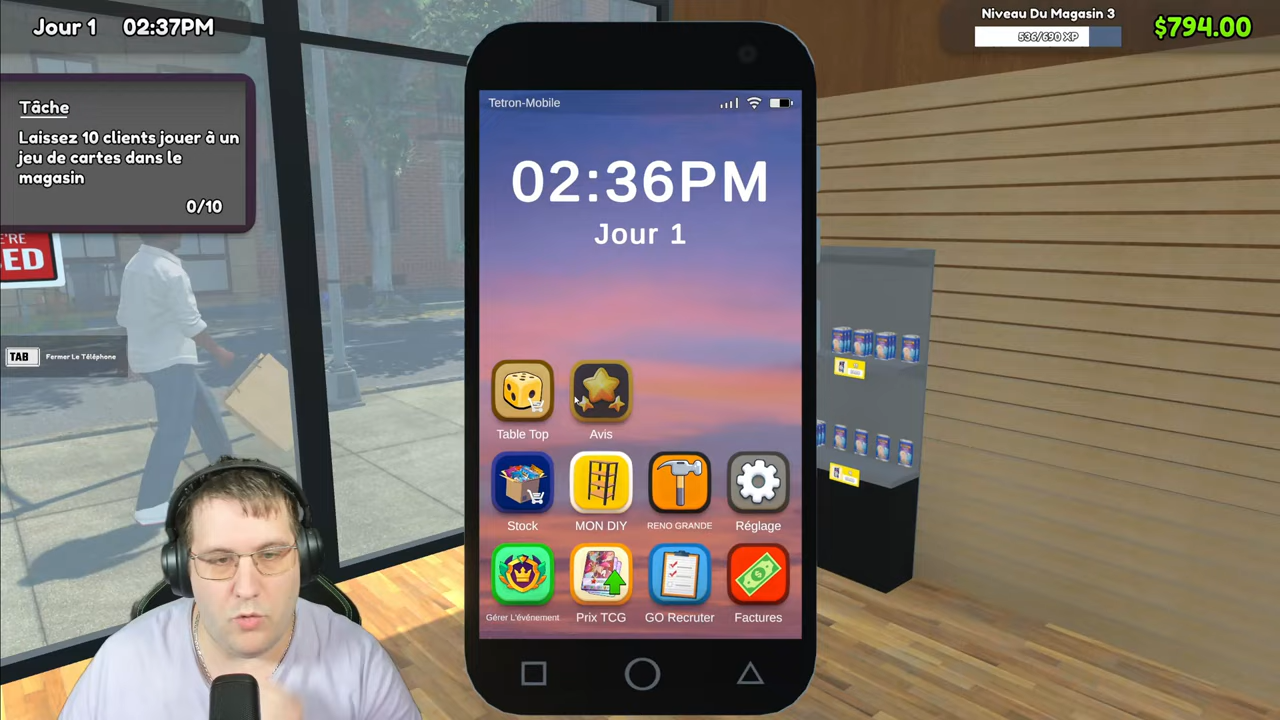 Jour 1 02:37PM
Niveau Du Magasin 3
536/690 XP
$794.00
Tâche
Laissez 10 clients jouer à un
jeu de cartes dans le
magasin
0/10
ED
TAB Fermer Le Téléphone
Tetron-Mobile
02:36PM
Jour 1
Table Top Avis
Stock MON DIY RENO GRANDE Réglage
Gérer L'événement Prix TCG GO Recruter Factures